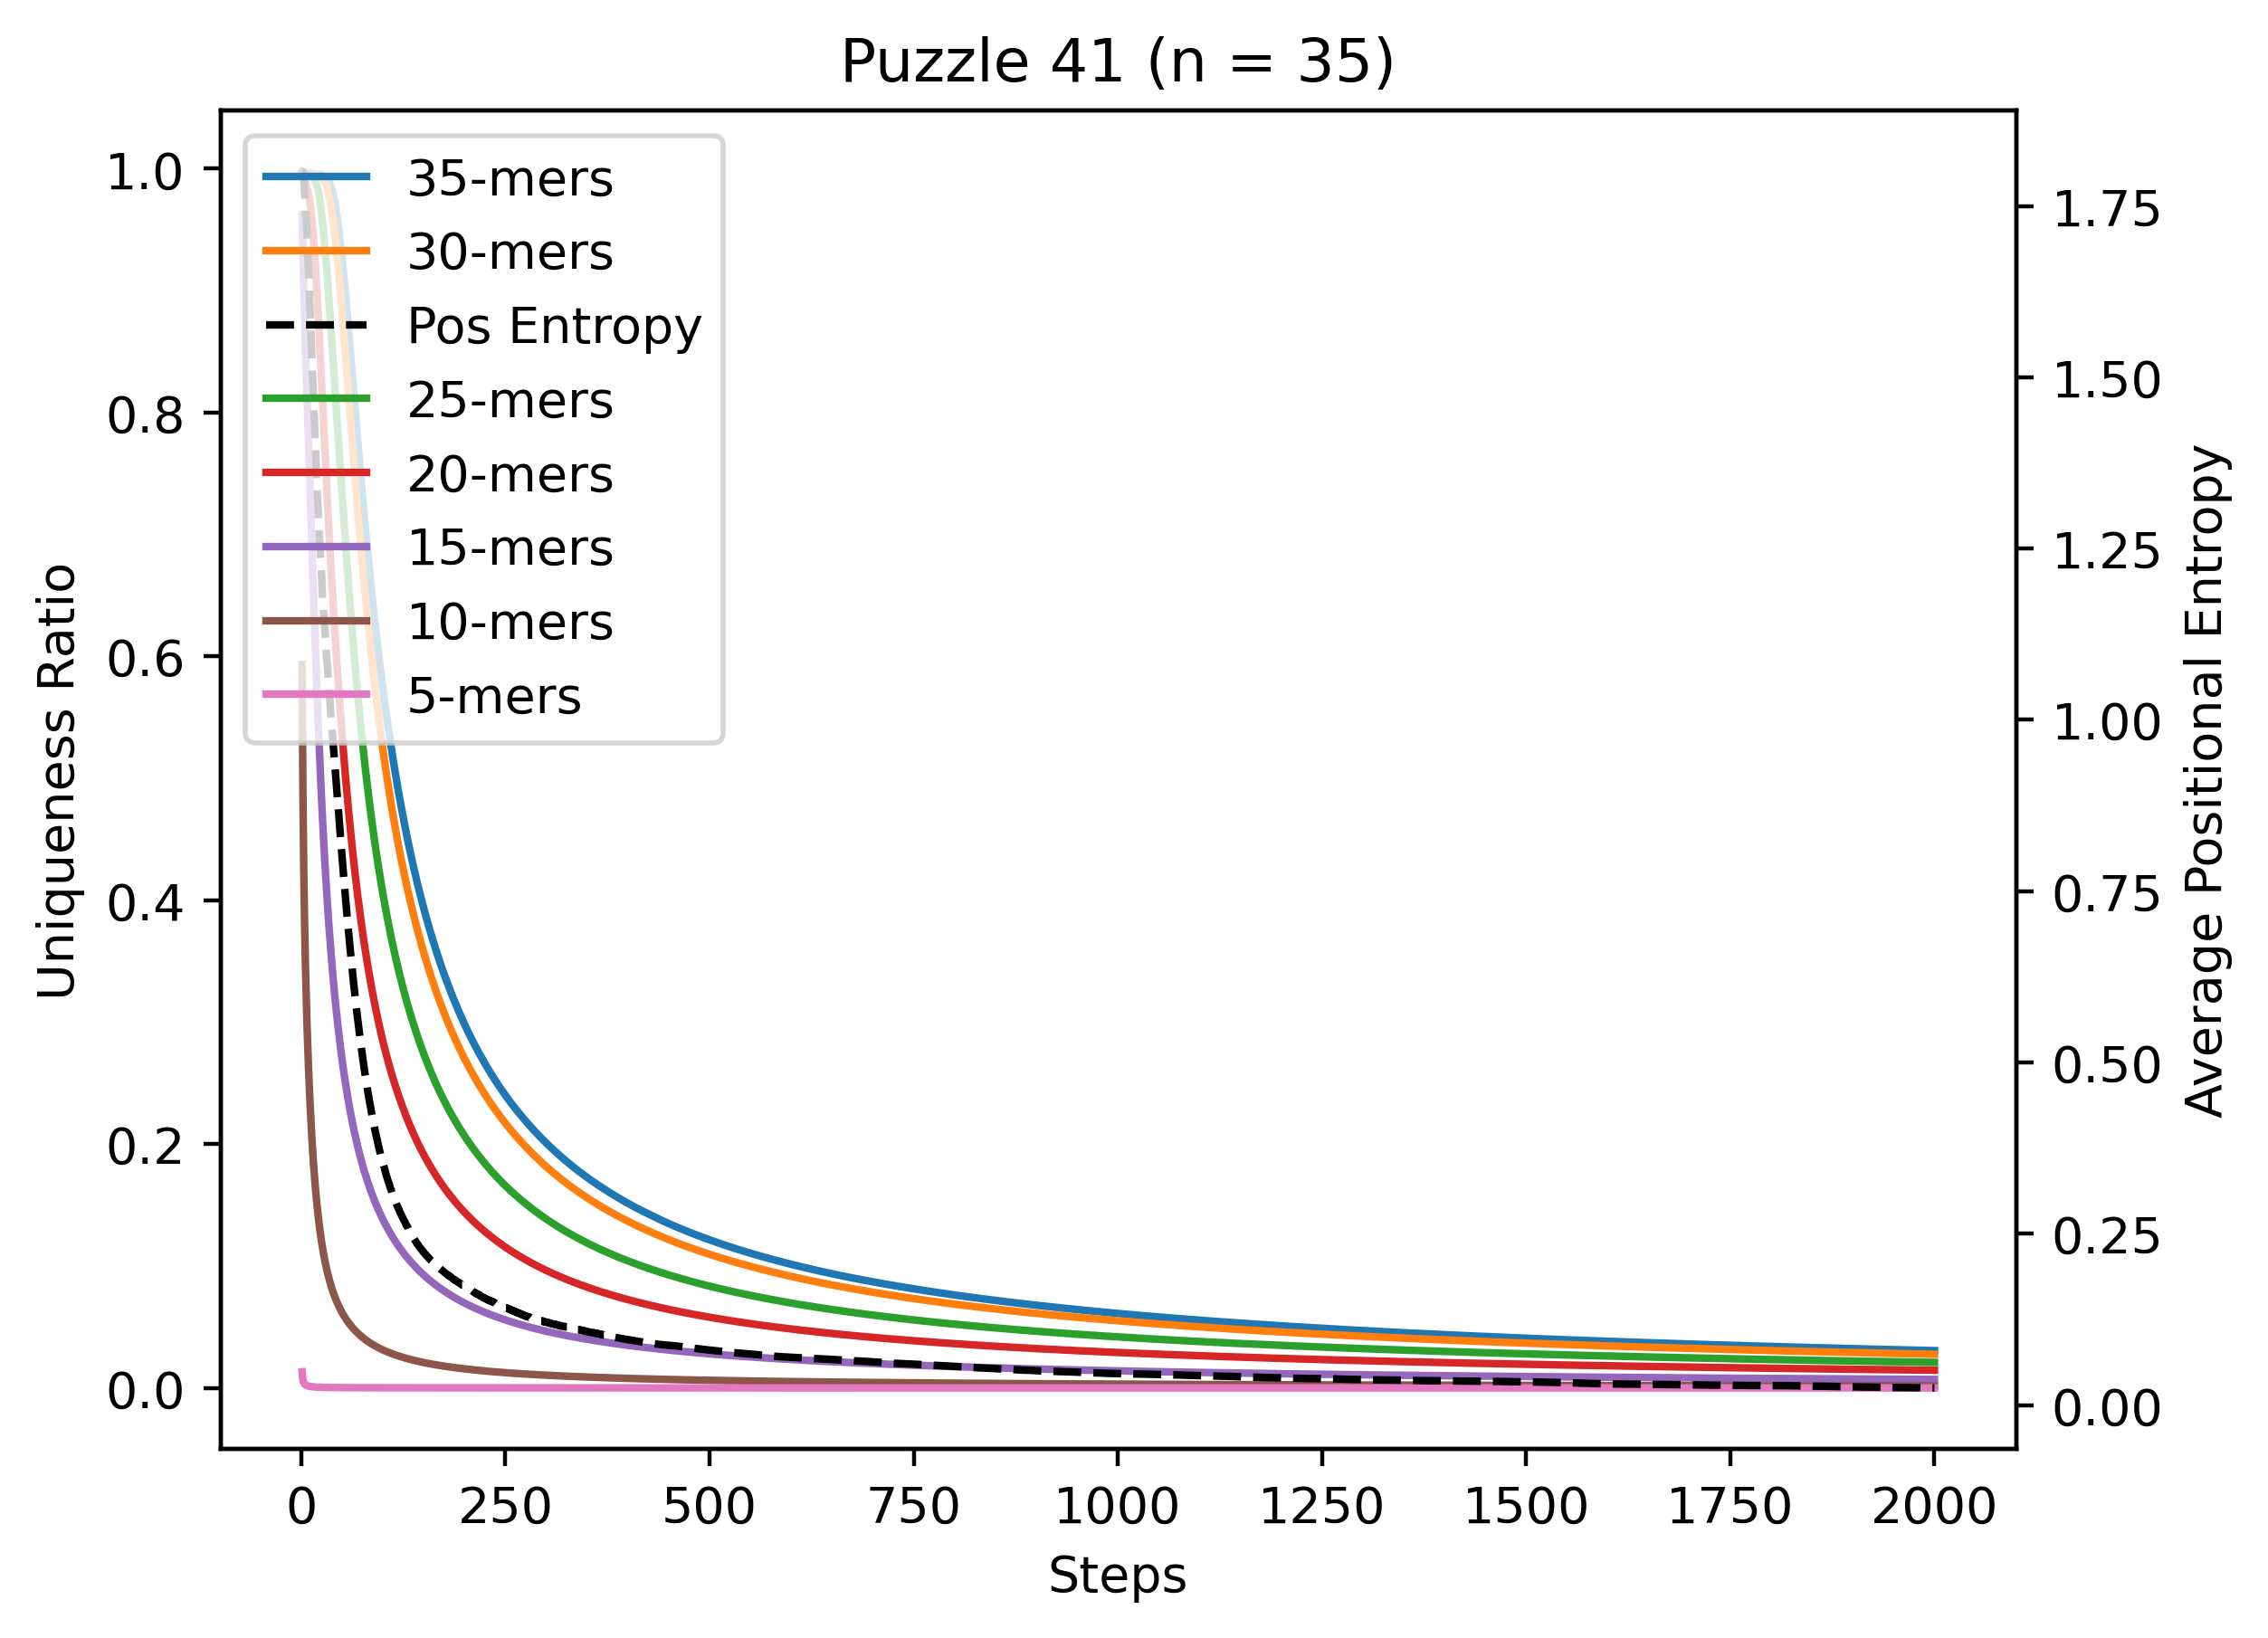 Puzzle 41 (n = 35)
35-mers
30-mers
Pos Entropy
25-mers
20-mers
15-mers
10-mers
5-mers
Uniqueness Ratio
1.0
0.8
0.6
0.4
0.2
0.0
Average Positional Entropy
1.75
1.50
1.25
1.00
0.75
0.50
0.25
0.00
0 250 500 750 1000 1250 1500 1750 2000
Steps